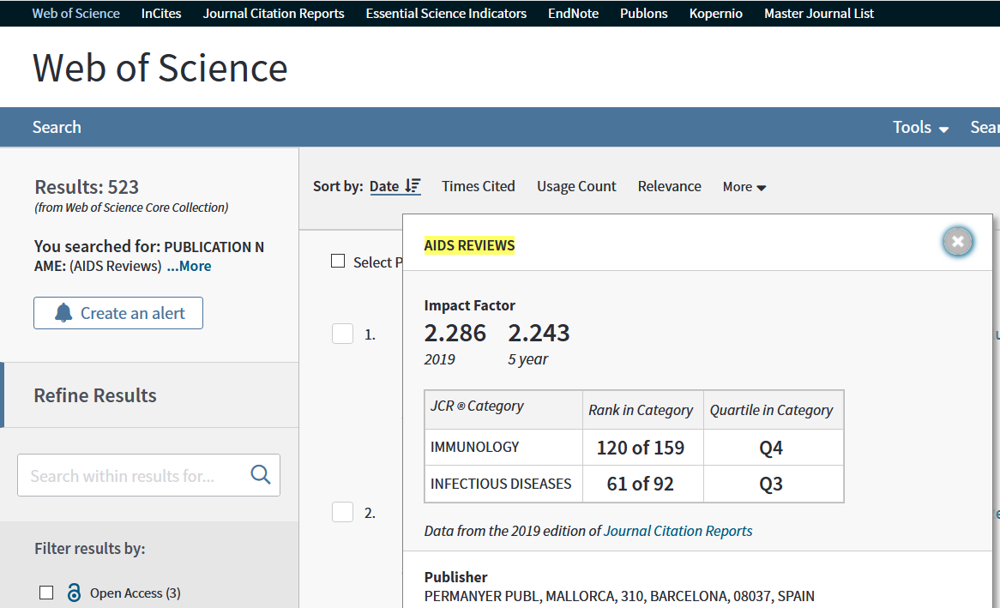 Web of Science InCites Journal Citation Reports Essential Science Indicators EndNote Publons Kopernio Master Journal List
Web of Science
Search Tools
Results: 523
(from Web of Science Core Collection)
You searched for: PUBLICATION N
AME: (AIDS Reviews) ...More
Create an alert
Refine Results
Search within results for...
Filter results by:
Open Access (3)
Sort by: Date Times Cited Usage Count Relevance More
Select
1.
2.
AIDS REVIEWS
Impact Factor
2.286 2.243
2019 5 year
JCR ® Category Rank in Category Quartile in Category
IMMUNOLOGY 120 of 159 Q4
INFECTIOUS DISEASES 61 of 92 Q3
Data from the 2019 edition of Journal Citation Reports
Publisher
PERMANYER PUBL, MALLORCA, 310, BARCELONA, 08037, SPAIN